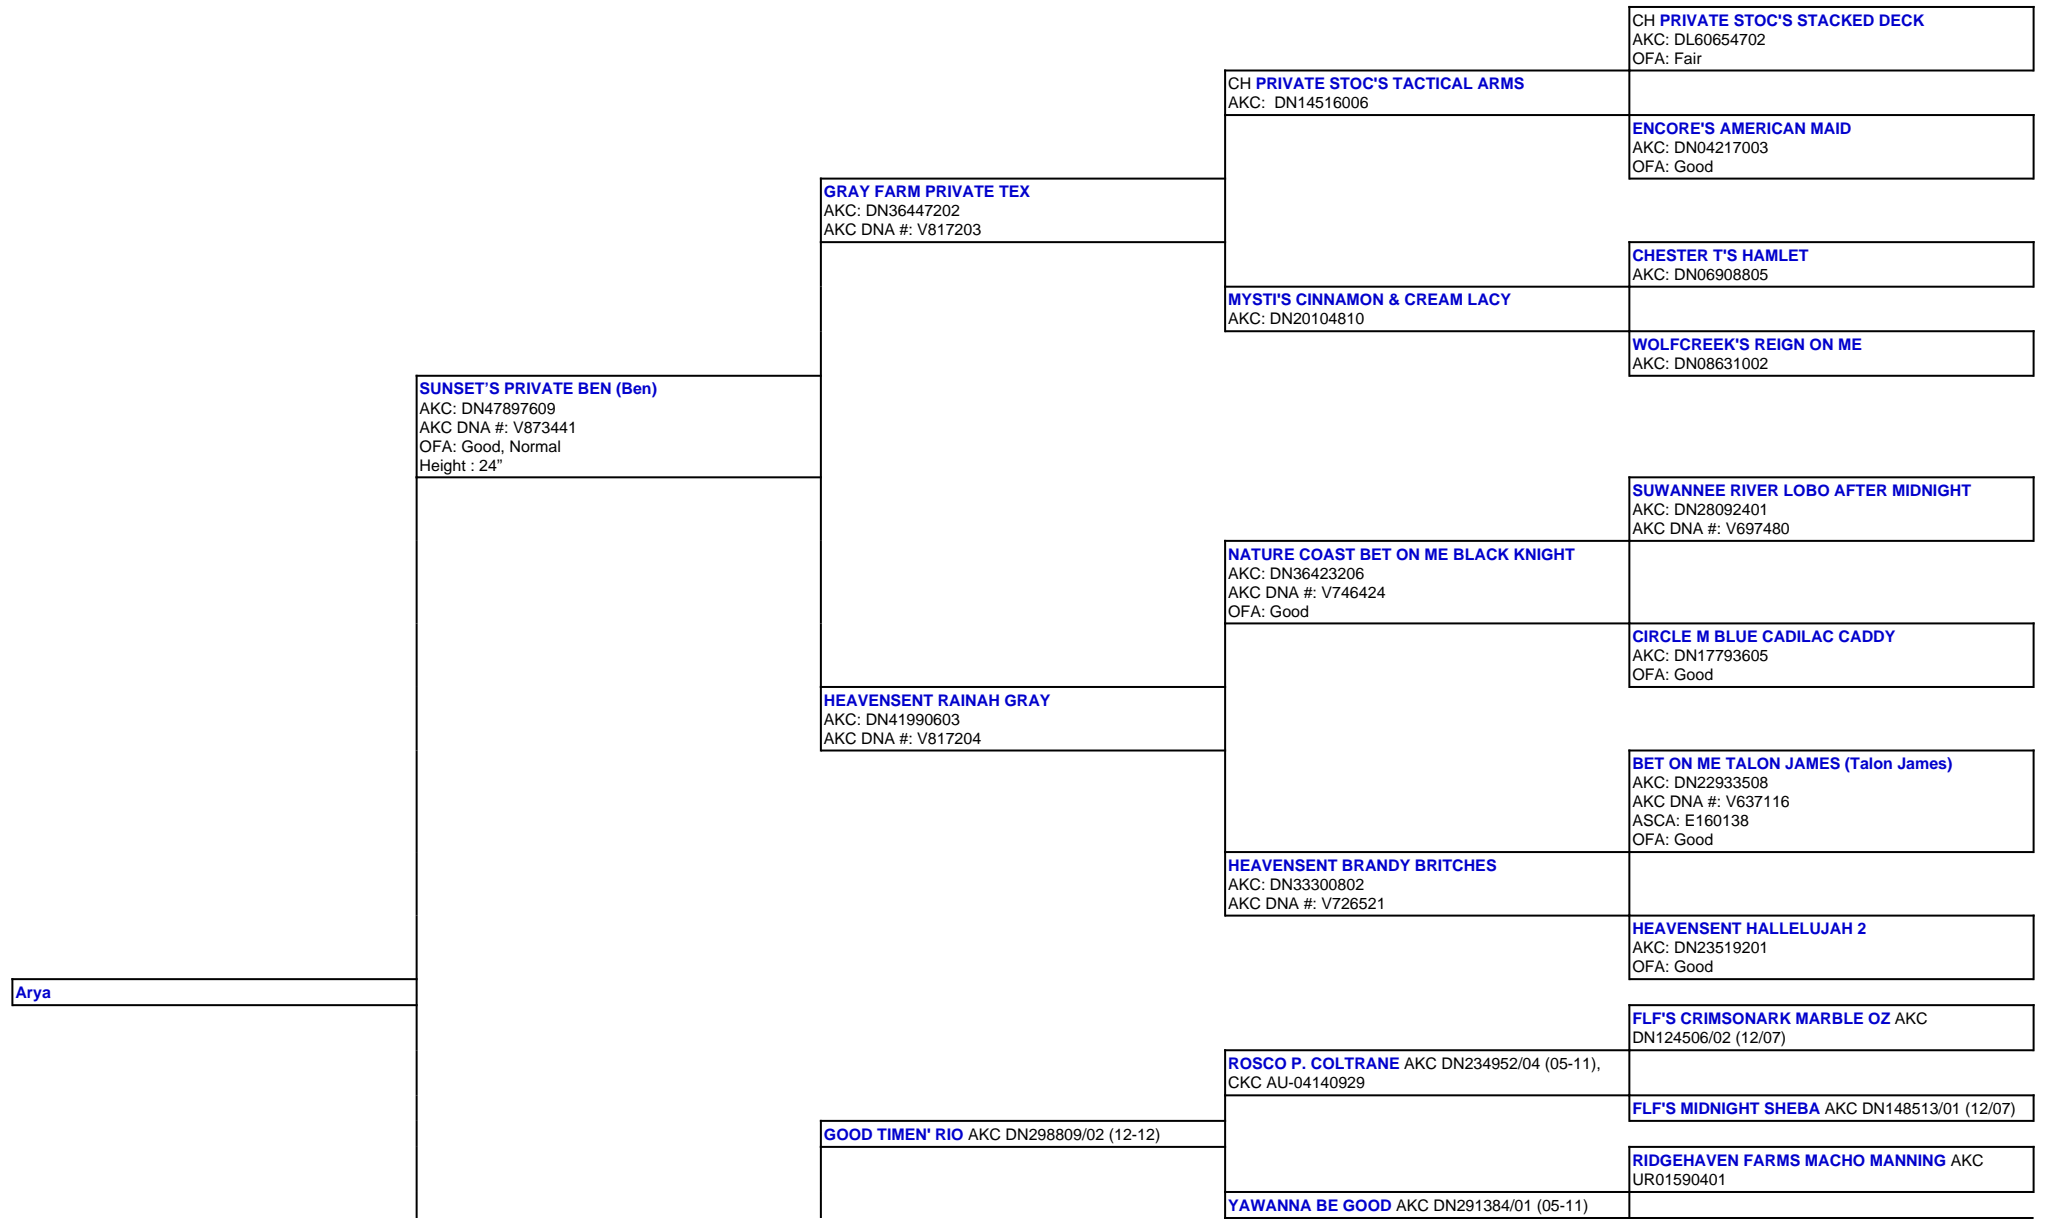 CH PRIVATE STOC'S STACKED DECK
AKC: DL60654702
OFA: Fair
CH PRIVATE STOC'S TACTICAL ARMS
AKC:  DN14516006
ENCORE'S AMERICAN MAID
AKC: DN04217003
OFA: Good
GRAY FARM PRIVATE TEX
AKC: DN36447202
AKC DNA #: V817203
CHESTER T'S HAMLET
AKC: DN06908805
MYSTI'S CINNAMON & CREAM LACY
AKC: DN20104810
WOLFCREEK'S REIGN ON ME
AKC: DN08631002
SUNSET’S PRIVATE BEN (Ben)
AKC: DN47897609
AKC DNA #: V873441
OFA: Good, Normal
Height : 24”
SUWANNEE RIVER LOBO AFTER MIDNIGHT
AKC: DN28092401
AKC DNA #: V697480
NATURE COAST BET ON ME BLACK KNIGHT
AKC: DN36423206
AKC DNA #: V746424
OFA: Good
CIRCLE M BLUE CADILAC CADDY
AKC: DN17793605
OFA: Good
HEAVENSENT RAINAH GRAY
AKC: DN41990603
AKC DNA #: V817204
BET ON ME TALON JAMES (Talon James)
AKC: DN22933508
AKC DNA #: V637116
ASCA: E160138
OFA: Good
HEAVENSENT BRANDY BRITCHES
AKC: DN33300802
AKC DNA #: V726521
HEAVENSENT HALLELUJAH 2
AKC: DN23519201
OFA: Good
Arya
FLF'S CRIMSONARK MARBLE OZ AKC
DN124506/02 (12/07)
ROSCO P. COLTRANE AKC DN234952/04 (05-11),
CKC AU-04140929
FLF'S MIDNIGHT SHEBA AKC DN148513/01 (12/07)
GOOD TIMEN' RIO AKC DN298809/02 (12-12)
RIDGEHAVEN FARMS MACHO MANNING AKC
UR01590401
YAWANNA BE GOOD AKC DN291384/01 (05-11)